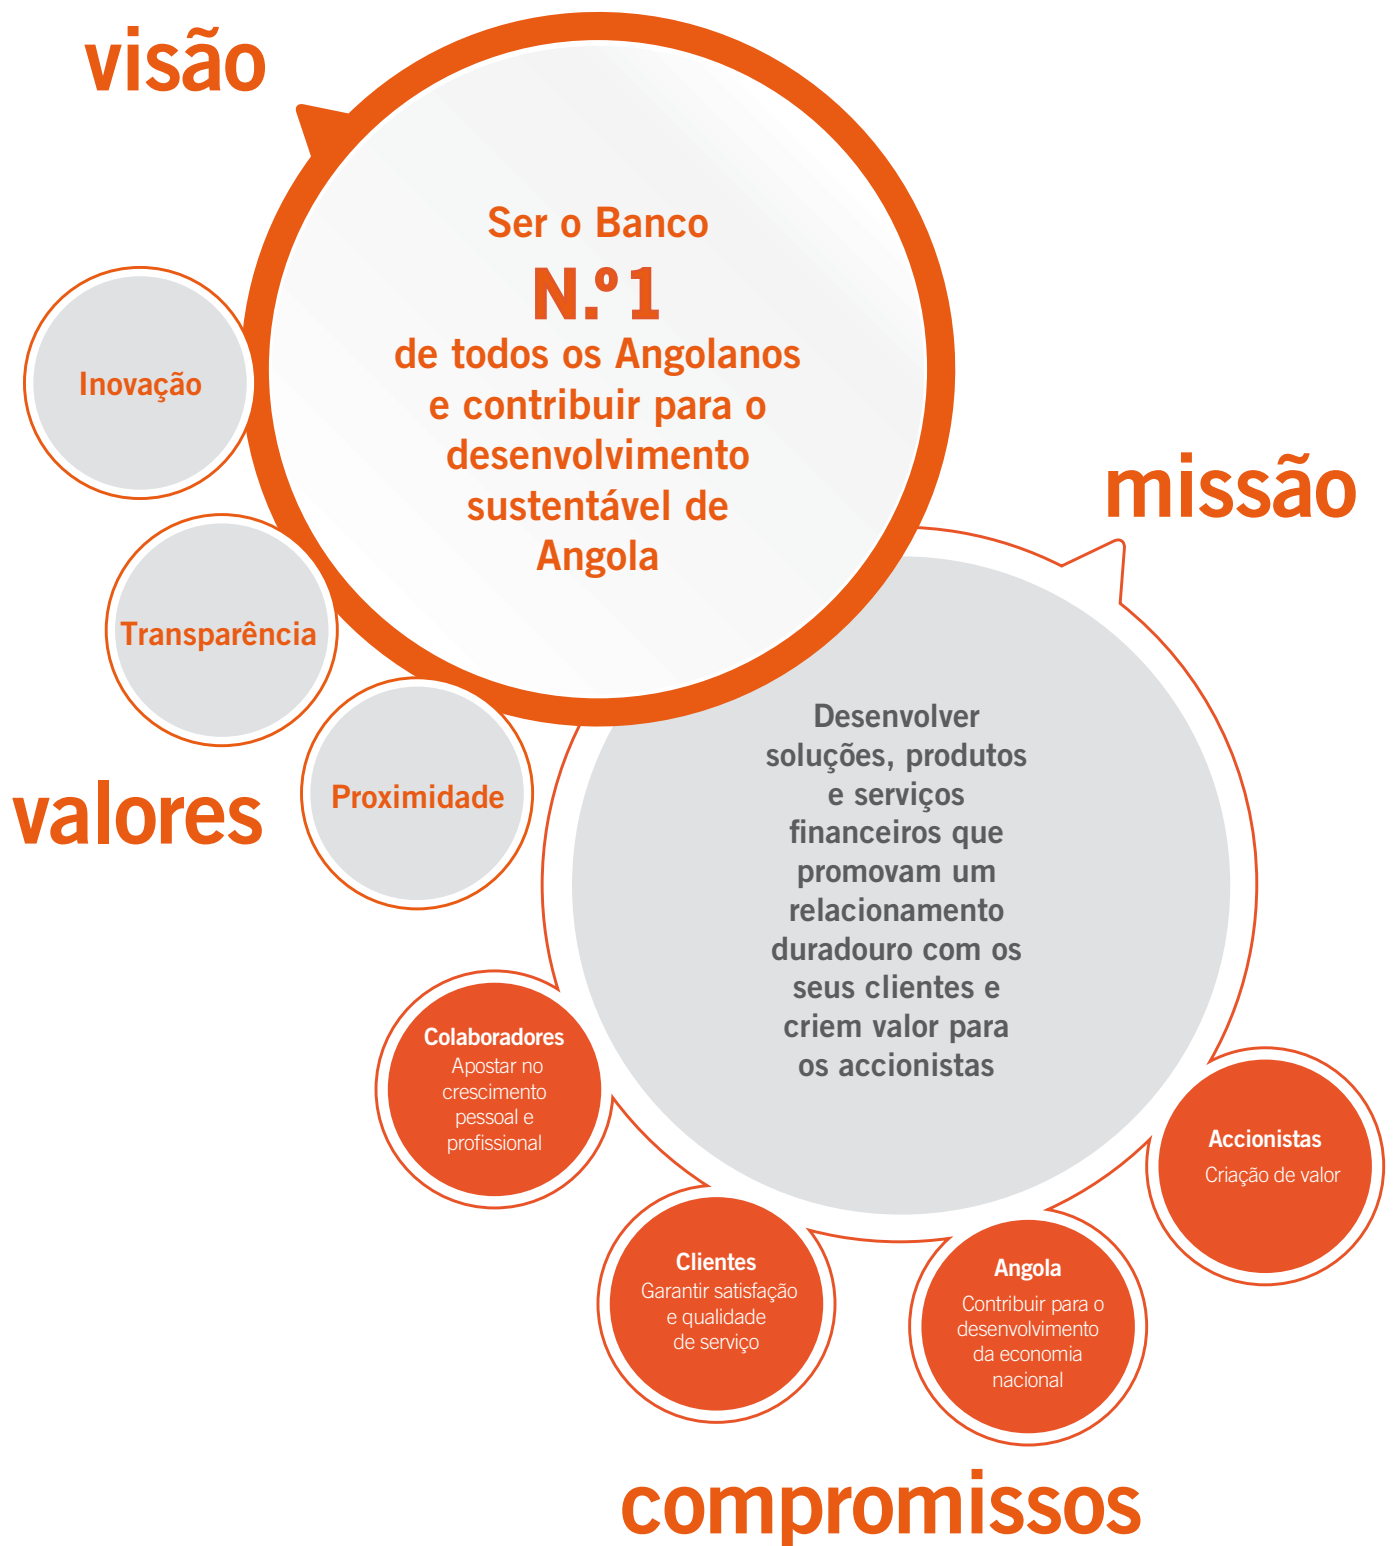 visão
Ser o Banco
N.º 1
de todos os Angolanos
e contribuir para o
desenvolvimento
sustentável de
Angola
Inovação
Transparência
Proximidade
valores
missão
Desenvolver
soluções, produtos
e serviços
financeiros que
promovam um
relacionamento
duradouro com os
seus clientes e
criem valor para
os accionistas
Colaboradores
Apostar no
crescimento
pessoal e
profissional
Clientes
Garantir satisfação
e qualidade
de serviço
Angola
Contribuir para o
desenvolvimento
da economia
nacional
Accionistas
Criação de valor
compromissos